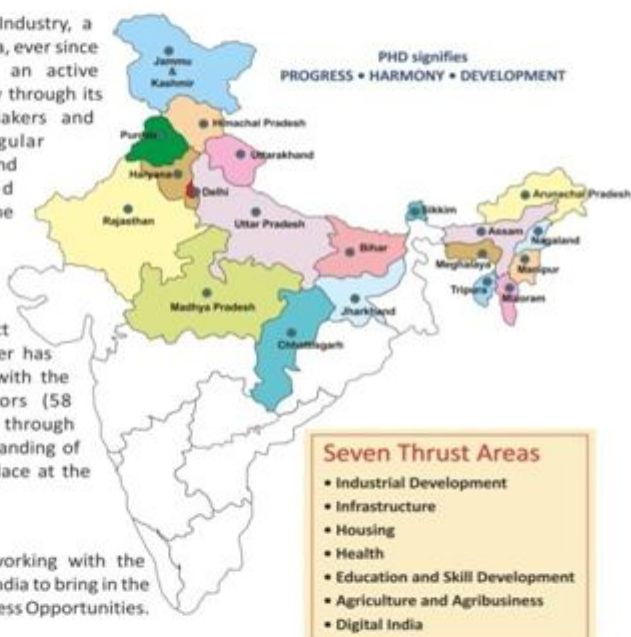 Industry, a
, ever since
an active
through its
akers and
gular
nd
d
ne
ct
er has
with the
ors (58
through
anding of
lace at the
vorking with the
ndia to bring in the
ess Opportunities.
PHD signifies
PROGRESS • HARMONY • DEVELOPMENT
Jammu
&
Kashmir
Himachal Pradesh
Punjab
Uttarakhand
Haryana
Delhi
Rajasthan
Uttar Pradesh
Sikkim
Arunachal Pradesh
Assam
Nagaland
Bihar
Meghalaya
Manipur
Tripura
Mizoram
Madhya Pradesh
Jharkhand
Chhattisgarh
Seven Thrust Areas
• Industrial Development
• Infrastructure
• Housing
• Health
• Education and Skill Development
• Agriculture and Agribusiness
• Digital India